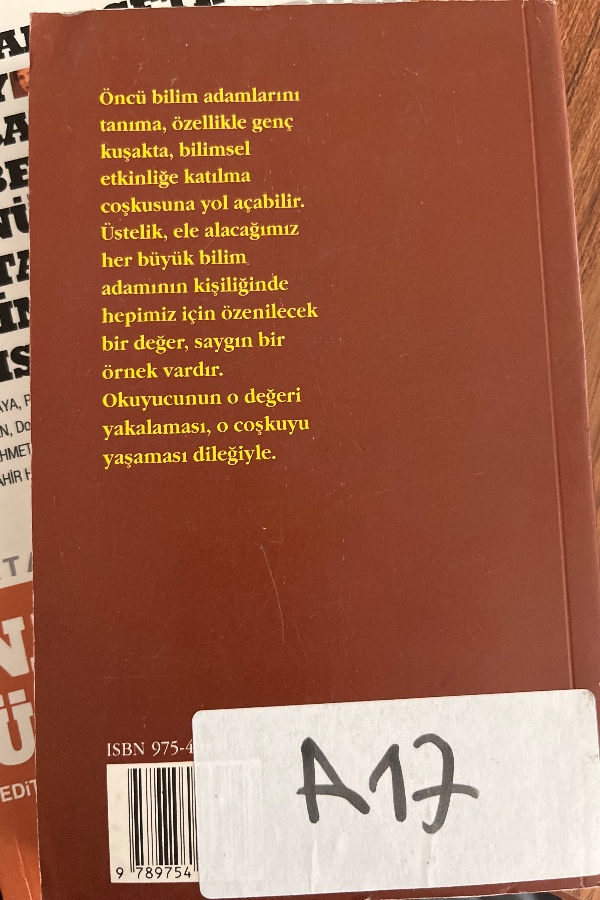 Öncü bilim adamlarını
tanıma, özellikle genç
kuşakta, bilimsel
etkinliğe katılma
coşkusuna yol açabilir.
Üstelik, ele alacağımız
her büyük bilim
adamının kişiliğinde
hepimiz için özenilecek
bir değer, saygın bir
örnek vardır.
Okuyucunun o değeri
yakalaması, o coşkuyu
yaşaması dileğiyle.
ISBN 975-4
9 789754
A17